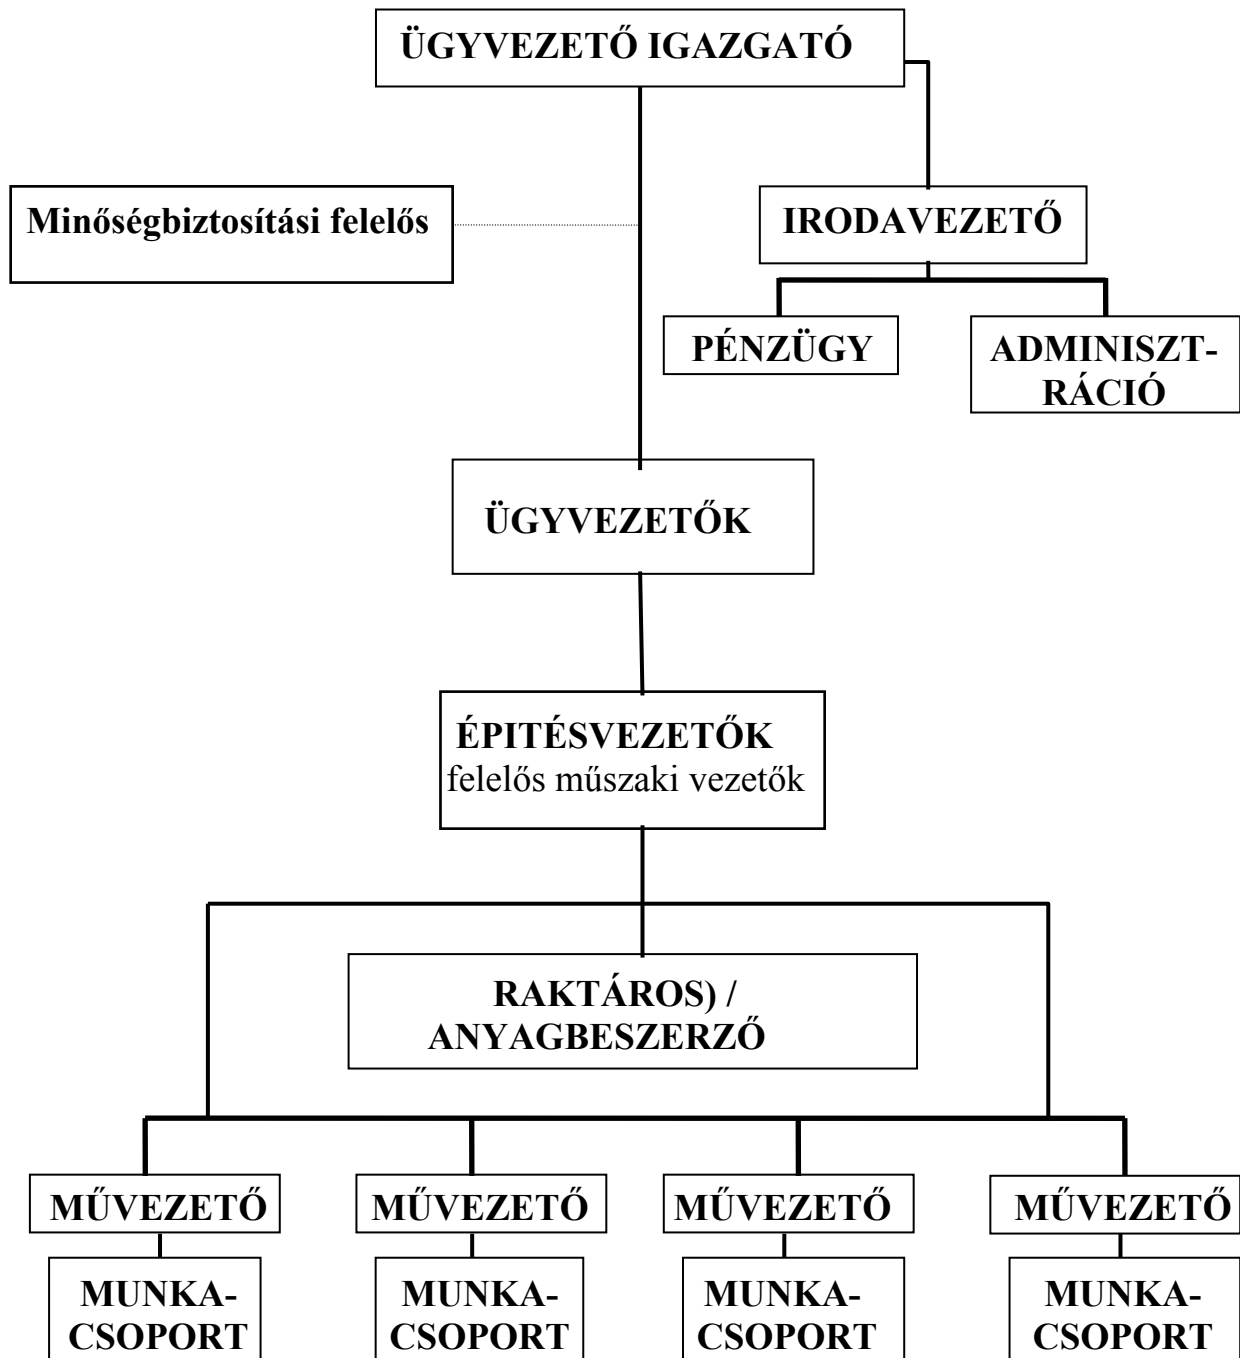 ÜGYVEZETŐ IGAZGATÓ
Minőségbiztosítási felelős
IRODAVEZETŐ
PÉNZÜGY
ADMINISZT-
RÁCIÓ
ÜGYVEZETŐK
ÉPITÉSVEZETŐK
felelős műszaki vezetők
RAKTÁROS) /
ANYAGBESZERZŐ
MŰVEZETŐ
MŰVEZETŐ
MŰVEZETŐ
MŰVEZETŐ
MUNKA-
CSOPORT
MUNKA-
CSOPORT
MUNKA-
CSOPORT
MUNKA-
CSOPORT